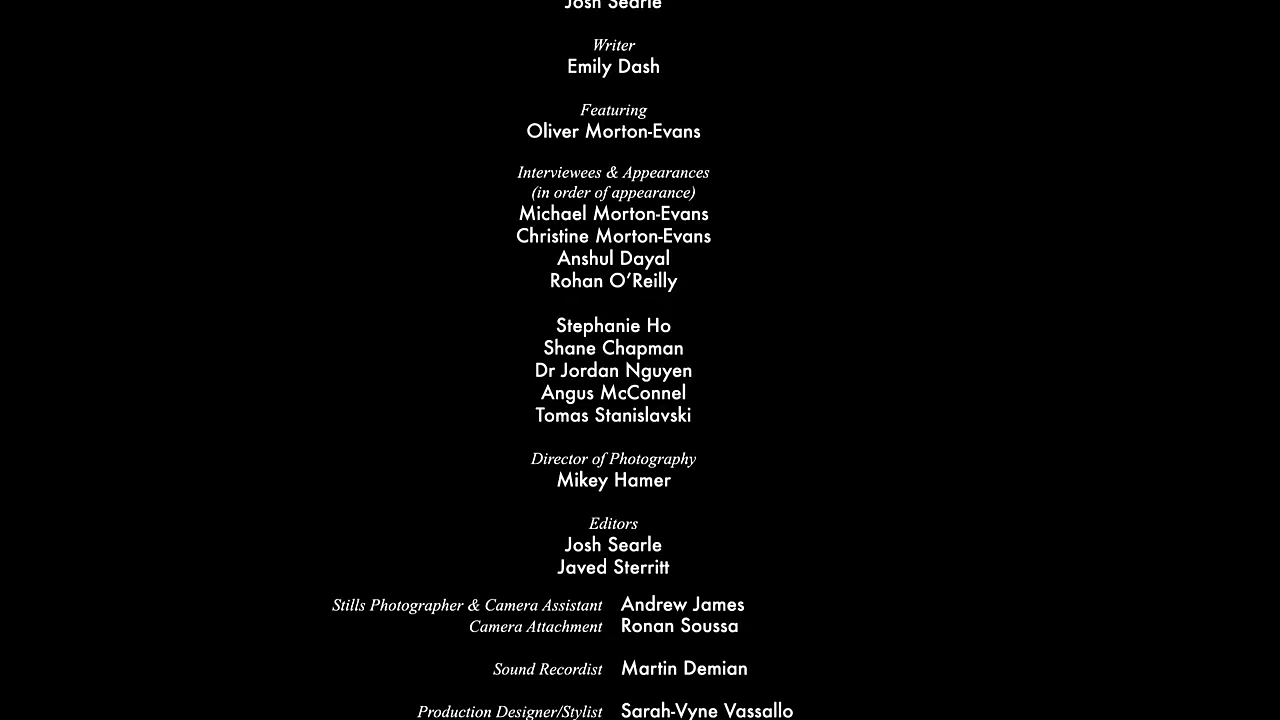 Josh Searle
Writer
Emily Dash
Featuring
Oliver Morton-Evans
Interviewees & Appearances
(in order of appearance)
Michael Morton-Evans
Christine Morton-Evans
Anshul Dayal
Rohan O’Reilly
Stephanie Ho
Shane Chapman
Dr Jordan Nguyen
Angus McConnel
Tomas Stanislavski
Director of Photography
Mikey Hamer
Editors
Josh Searle
Javed Sterritt
Stills Photographer & Camera Assistant Andrew James
Camera Attachment Ronan Soussa
Sound Recordist Martin Demian
Production Designer/Stylist Sarah-Vyne Vassallo